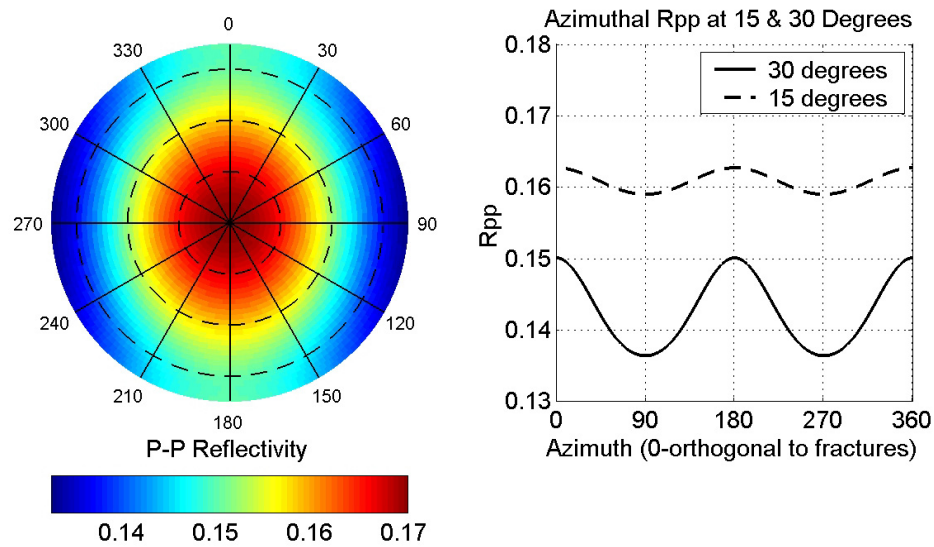 0
30
60
90
120
150
180
210
240
270
300
330
P-P Reflectivity
0.14 0.15 0.16 0.17
Azimuthal Rpp at 15 & 30 Degrees
30 degrees
15 degrees
0.18
0.17
0.16
0.15
0.14
0.13
Rpp
0 90 180 270 360
Azimuth (0-orthogonal to fractures)